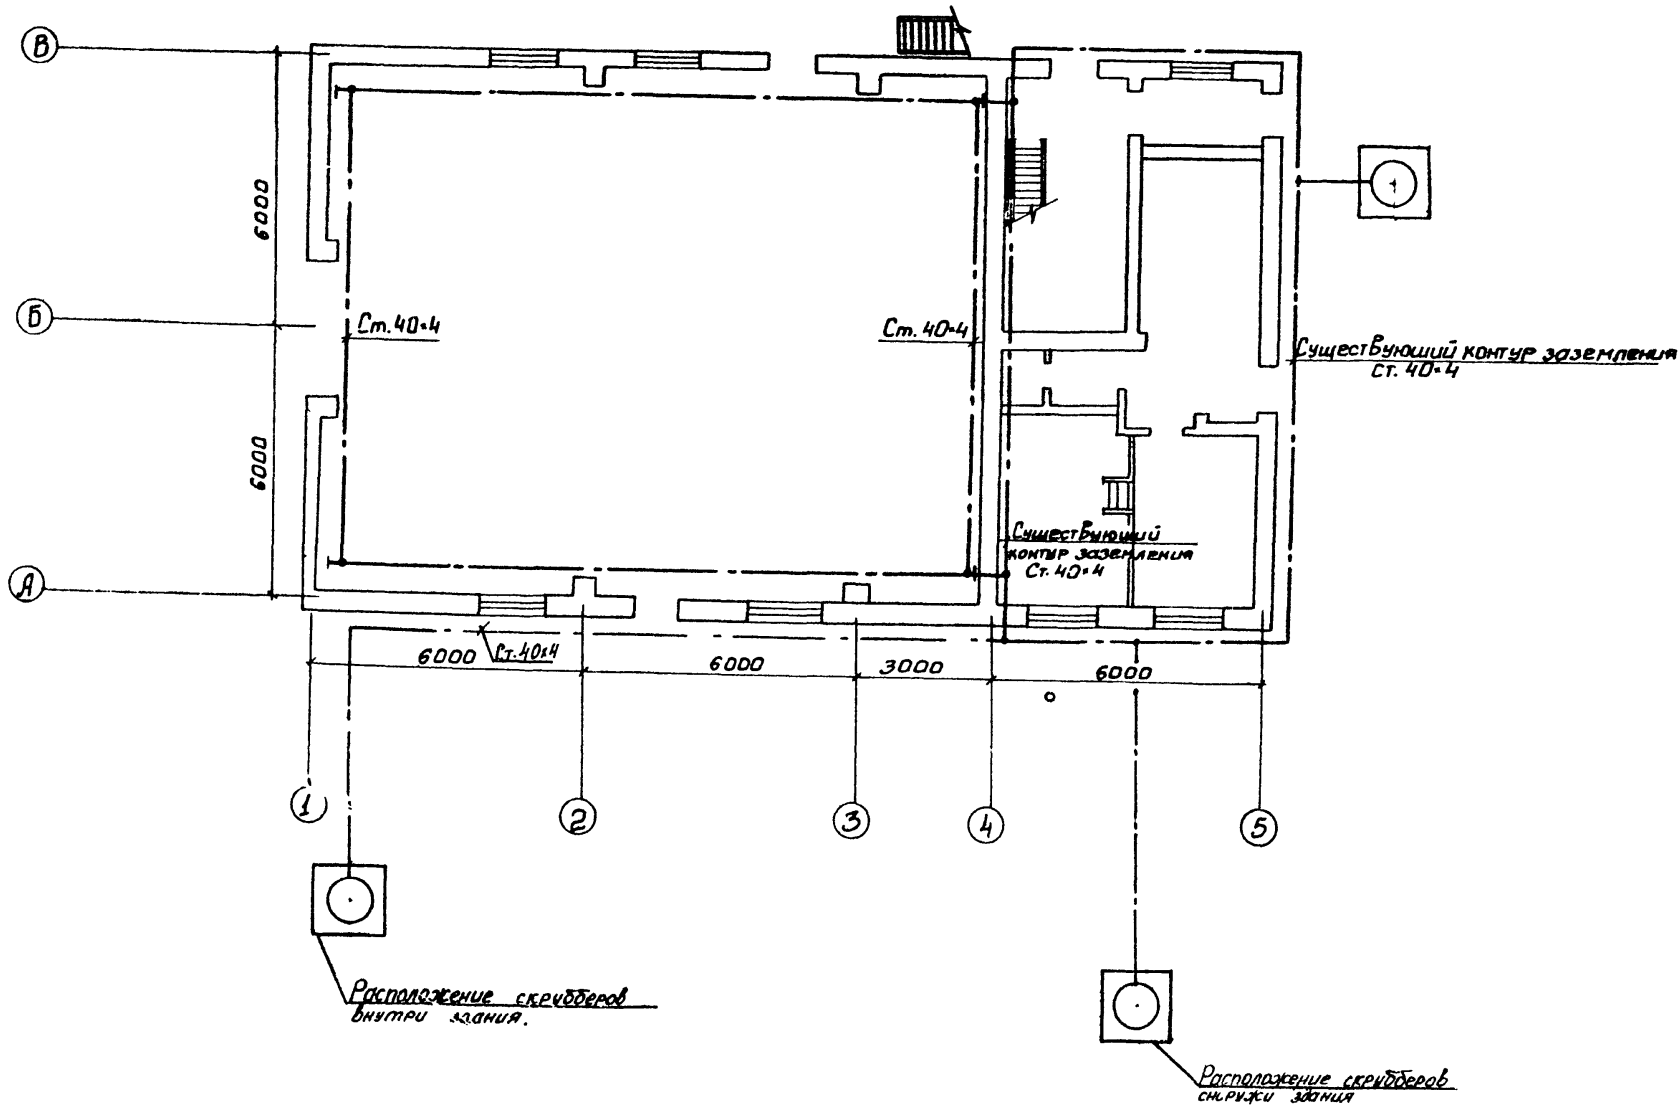 В
6000
Б
6000
А
Ст. 40×4
Ст. 40×4
Существуюший контур заземления
ст. 40×4
Существуюший
контур заземления
Ст. 40×4
Ст. 40×4
6000
6000
3000
6000
1
2
3
4
5
Расположение скрубберов
внутри здания.
Расположение скрубберов
снаружи здания